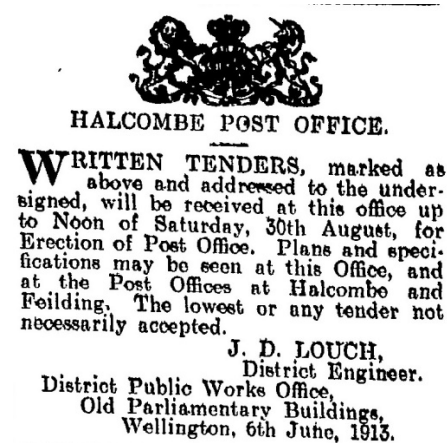 HALCOMBE POST OFFICE.
WRITTEN TENDERS, marked as
above and addressed to the under-
signed, will be received at this office up
to Noon of Saturday, 30th August, for
Erection of Post Office. Plans and speci-
fications may be seen at this Office, and
at the Post Offices at Halcombe and
Feilding. The lowest or any tender not
necessarily accepted.
J. D. LOUCH,
District Engineer.
District Public Works Office,
Old Parliamentary Buildings,
Wellington, 6th June, 1913.